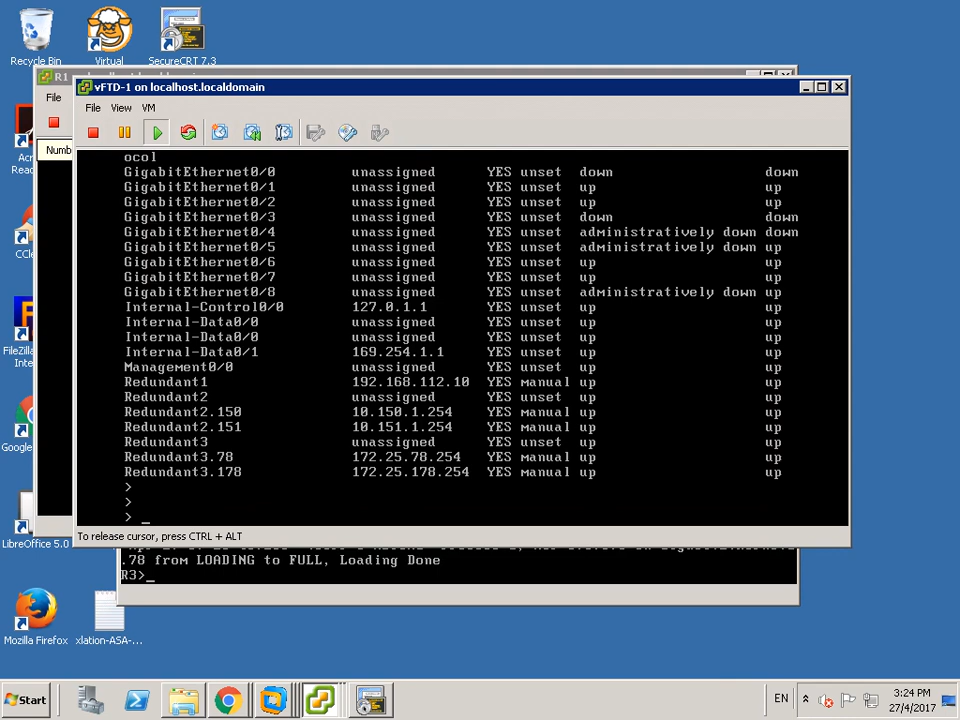 Recycle Bin
Virtual
SecureCRT 7.3
R1
vFTD-1 on localhost.localdomain
File
File View VM
Numb
Acr
Rea
CCle
FileZilla
Inte
Google
LibreOffice 5.0
Mozilla Firefox
xlation-ASA-...
ocol
GigabitEthernet0/0 unassigned YES unset down down
GigabitEthernet0/1 unassigned YES unset up up
GigabitEthernet0/2 unassigned YES unset up up
GigabitEthernet0/3 unassigned YES unset down down
GigabitEthernet0/4 unassigned YES unset administratively down down
GigabitEthernet0/5 unassigned YES unset administratively down up
GigabitEthernet0/6 unassigned YES unset up up
GigabitEthernet0/7 unassigned YES unset up up
GigabitEthernet0/8 unassigned YES unset administratively down up
Internal-Control0/0 127.0.1.1 YES unset up up
Internal-Data0/0 unassigned YES unset up up
Internal-Data0/0 unassigned YES unset up up
Internal-Data0/1 169.254.1.1 YES unset up up
Management0/0 unassigned YES unset up up
Redundant1 192.168.112.10 YES manual up up
Redundant2 unassigned YES unset up up
Redundant2.150 10.150.1.254 YES manual up up
Redundant2.151 10.151.1.254 YES manual up up
Redundant3 unassigned YES unset up up
Redundant3.78 172.25.78.254 YES manual up up
Redundant3.178 172.25.178.254 YES manual up up
>
>
> _
To release cursor, press CTRL + ALT
.78 from LOADING to FULL, Loading Done
R3>_
Start
EN
3:24 PM
27/4/2017